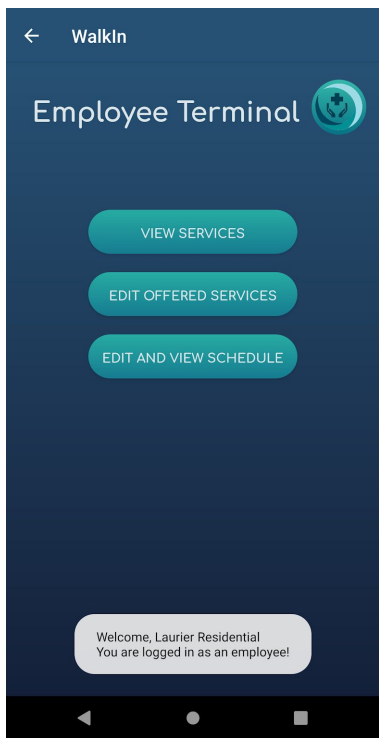 WalkIn
Employee Terminal
VIEW SERVICES
EDIT OFFERED SERVICES
EDIT AND VIEW SCHEDULE
Welcome, Laurier Residential
You are logged in as an employee!